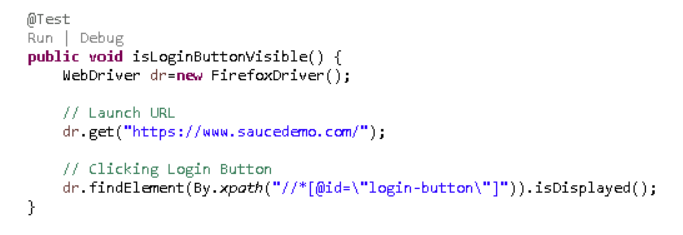 @Test
Run | Debug
public void isLoginButtonVisible() {
WebDriver dr=new FirefoxDriver();
// Launch URL
dr.get("https://www.saucedemo.com/");
// Clicking Login Button
dr.findElement(By.xpath("//*[@id=\"login-button\"]")).isDisplayed();
}